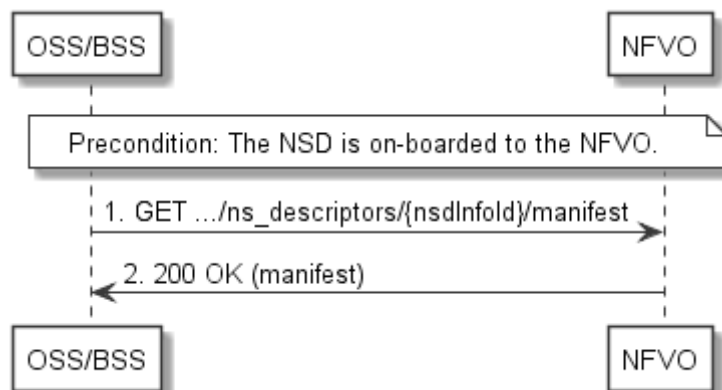 OSS/BSS
NFVO
Precondition: The NSD is on-boarded to the NFVO.
1. GET .../ns_descriptors/{nsdInfoId}/manifest
2. 200 OK (manifest)
OSS/BSS
NFVO